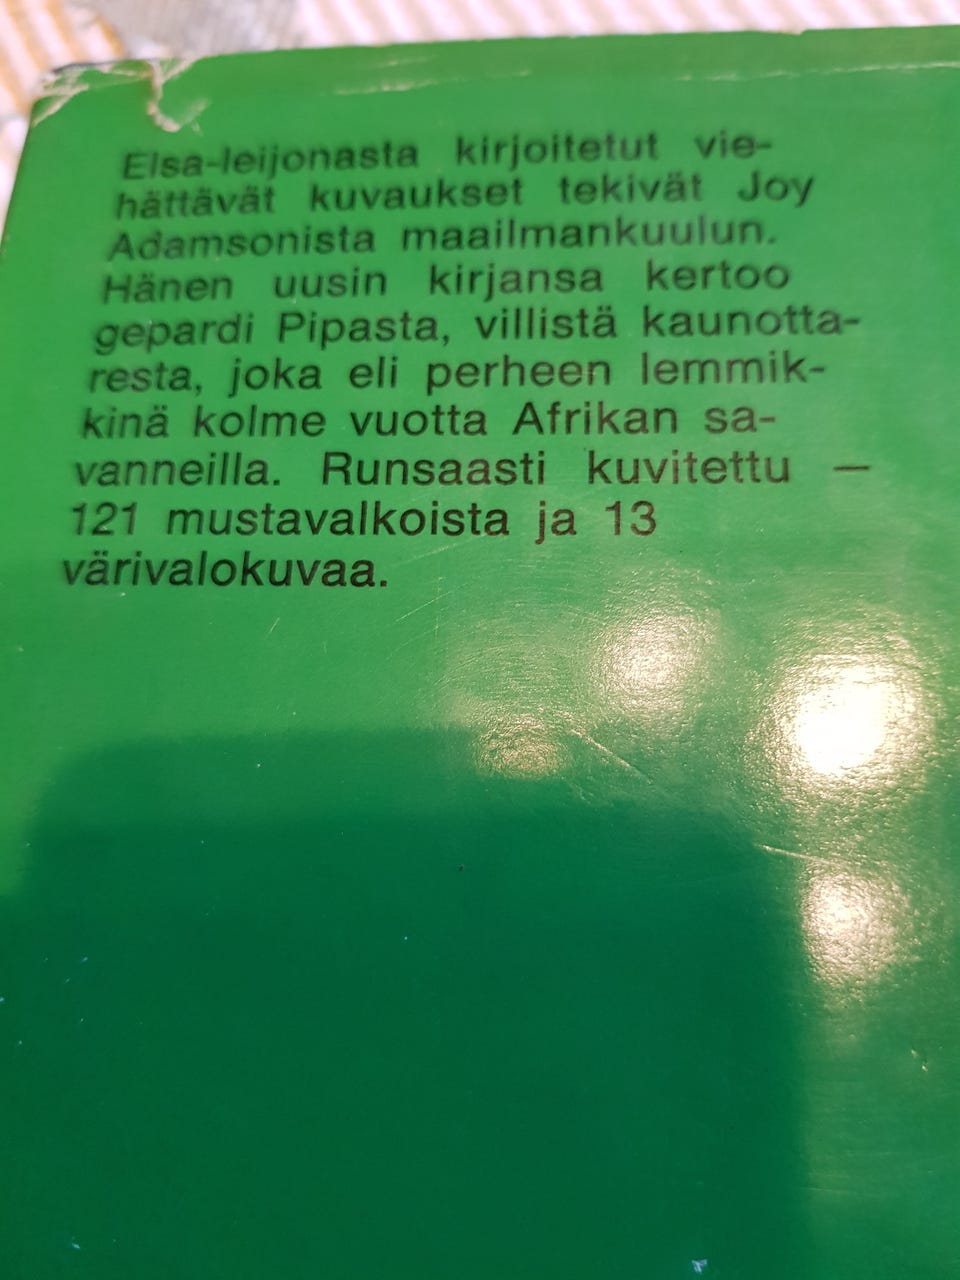 Elsa-leijonasta kirjoitetut vie-
hättävät kuvaukset tekivät Joy
Adamsonista maailmankuulun.
Hänen uusin kirjansa kertoo
gepardi Pipasta, villistä kaunotta-
resta, joka eli perheen lemmik-
kinä kolme vuotta Afrikan sa-
vanneilla. Runsaasti kuvitettu —
121 mustavalkoista ja 13
värivalokuvaa.